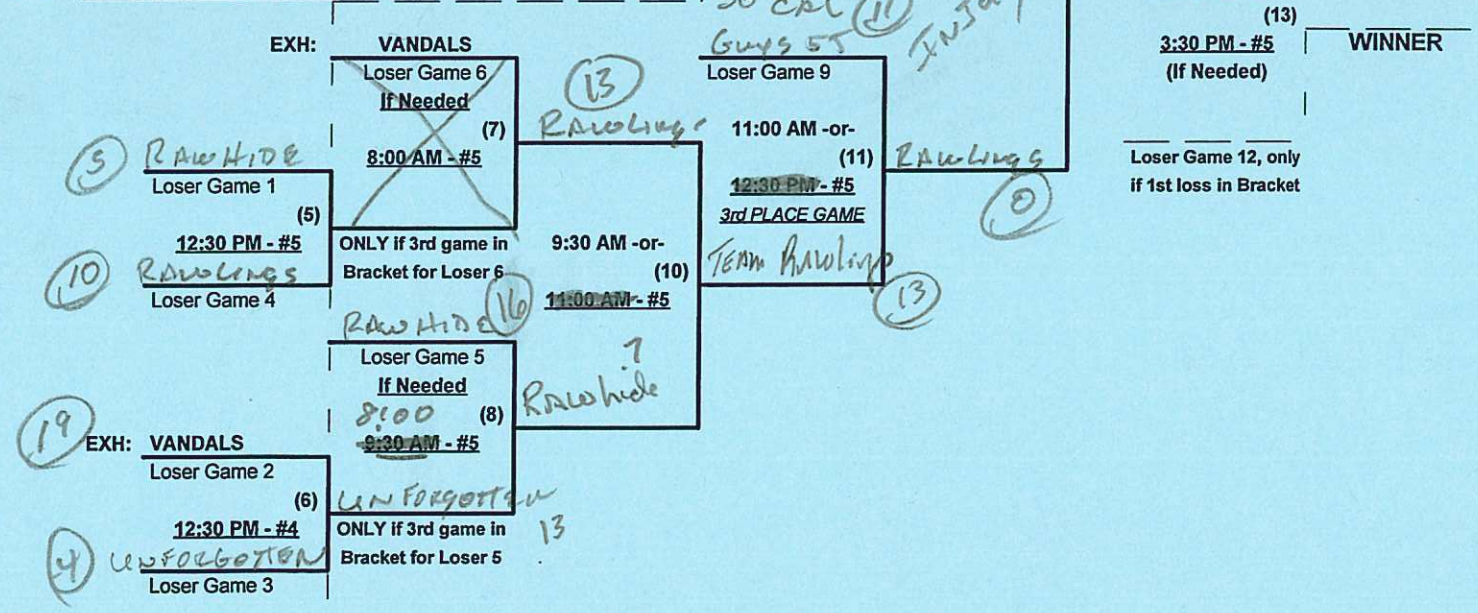 SO CAL (11)
EXH: VANDALS
Guys 55
(13)
3:30 PM - #5
WINNER
(If Needed)
Loser Game 6
If Needed
(13)
Loser Game 9
(7)
RAWLINGS
11:00 AM -or-
8:00 AM - #5
(5) RAWHIDE
Loser Game 1
(11)
RAWLINGS
Loser Game 12, only
if 1st loss in Bracket
12:30 PM - #5
3rd PLACE GAME
(0)
(5)
12:30 PM - #5
ONLY if 3rd game in
Bracket for Loser 6
9:30 AM -or-
(10)
TEAM RAWLINGS
(10) RAWLINGS
Loser Game 4
11:00 AM - #5
(13)
RAWHIDE (16)
Loser Game 5
If Needed
7
8:00 (8)
Rawhide
9:30 AM - #5
(19)
EXH: VANDALS
Loser Game 2
(6)
UNFORGOTTEN
12:30 PM - #4
ONLY if 3rd game in
13
Bracket for Loser 5
(4) UNFORGOTTEN
Loser Game 3